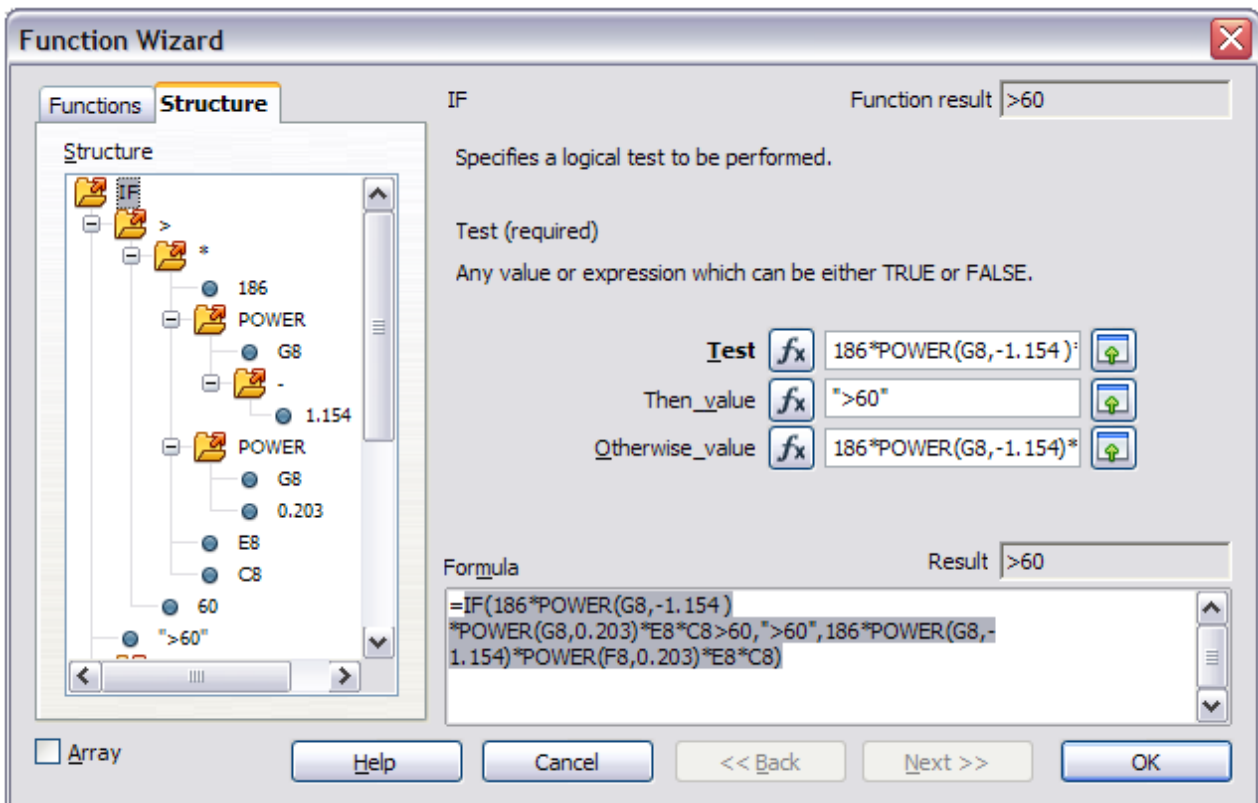 Function Wizard
Functions
Structure
Structure
IF
>
*
186
POWER
G8
-
1.154
POWER
G8
0.203
E8
C8
60
">60"
IF
Function result >60
Specifies a logical test to be performed.
Test (required)
Any value or expression which can be either TRUE or FALSE.
Test fx 186*POWER(G8,-1.154 )*
Then_value fx ">60"
Otherwise_value fx 186*POWER(G8,-1.154)*
Formula
Result >60
=IF(186*POWER(G8,-1.154 )
*POWER(G8,0.203)*E8*C8>60,">60",186*POWER(G8,-
1.154)*POWER(F8,0.203)*E8*C8)
Array
Help
Cancel
<< Back
Next >>
OK